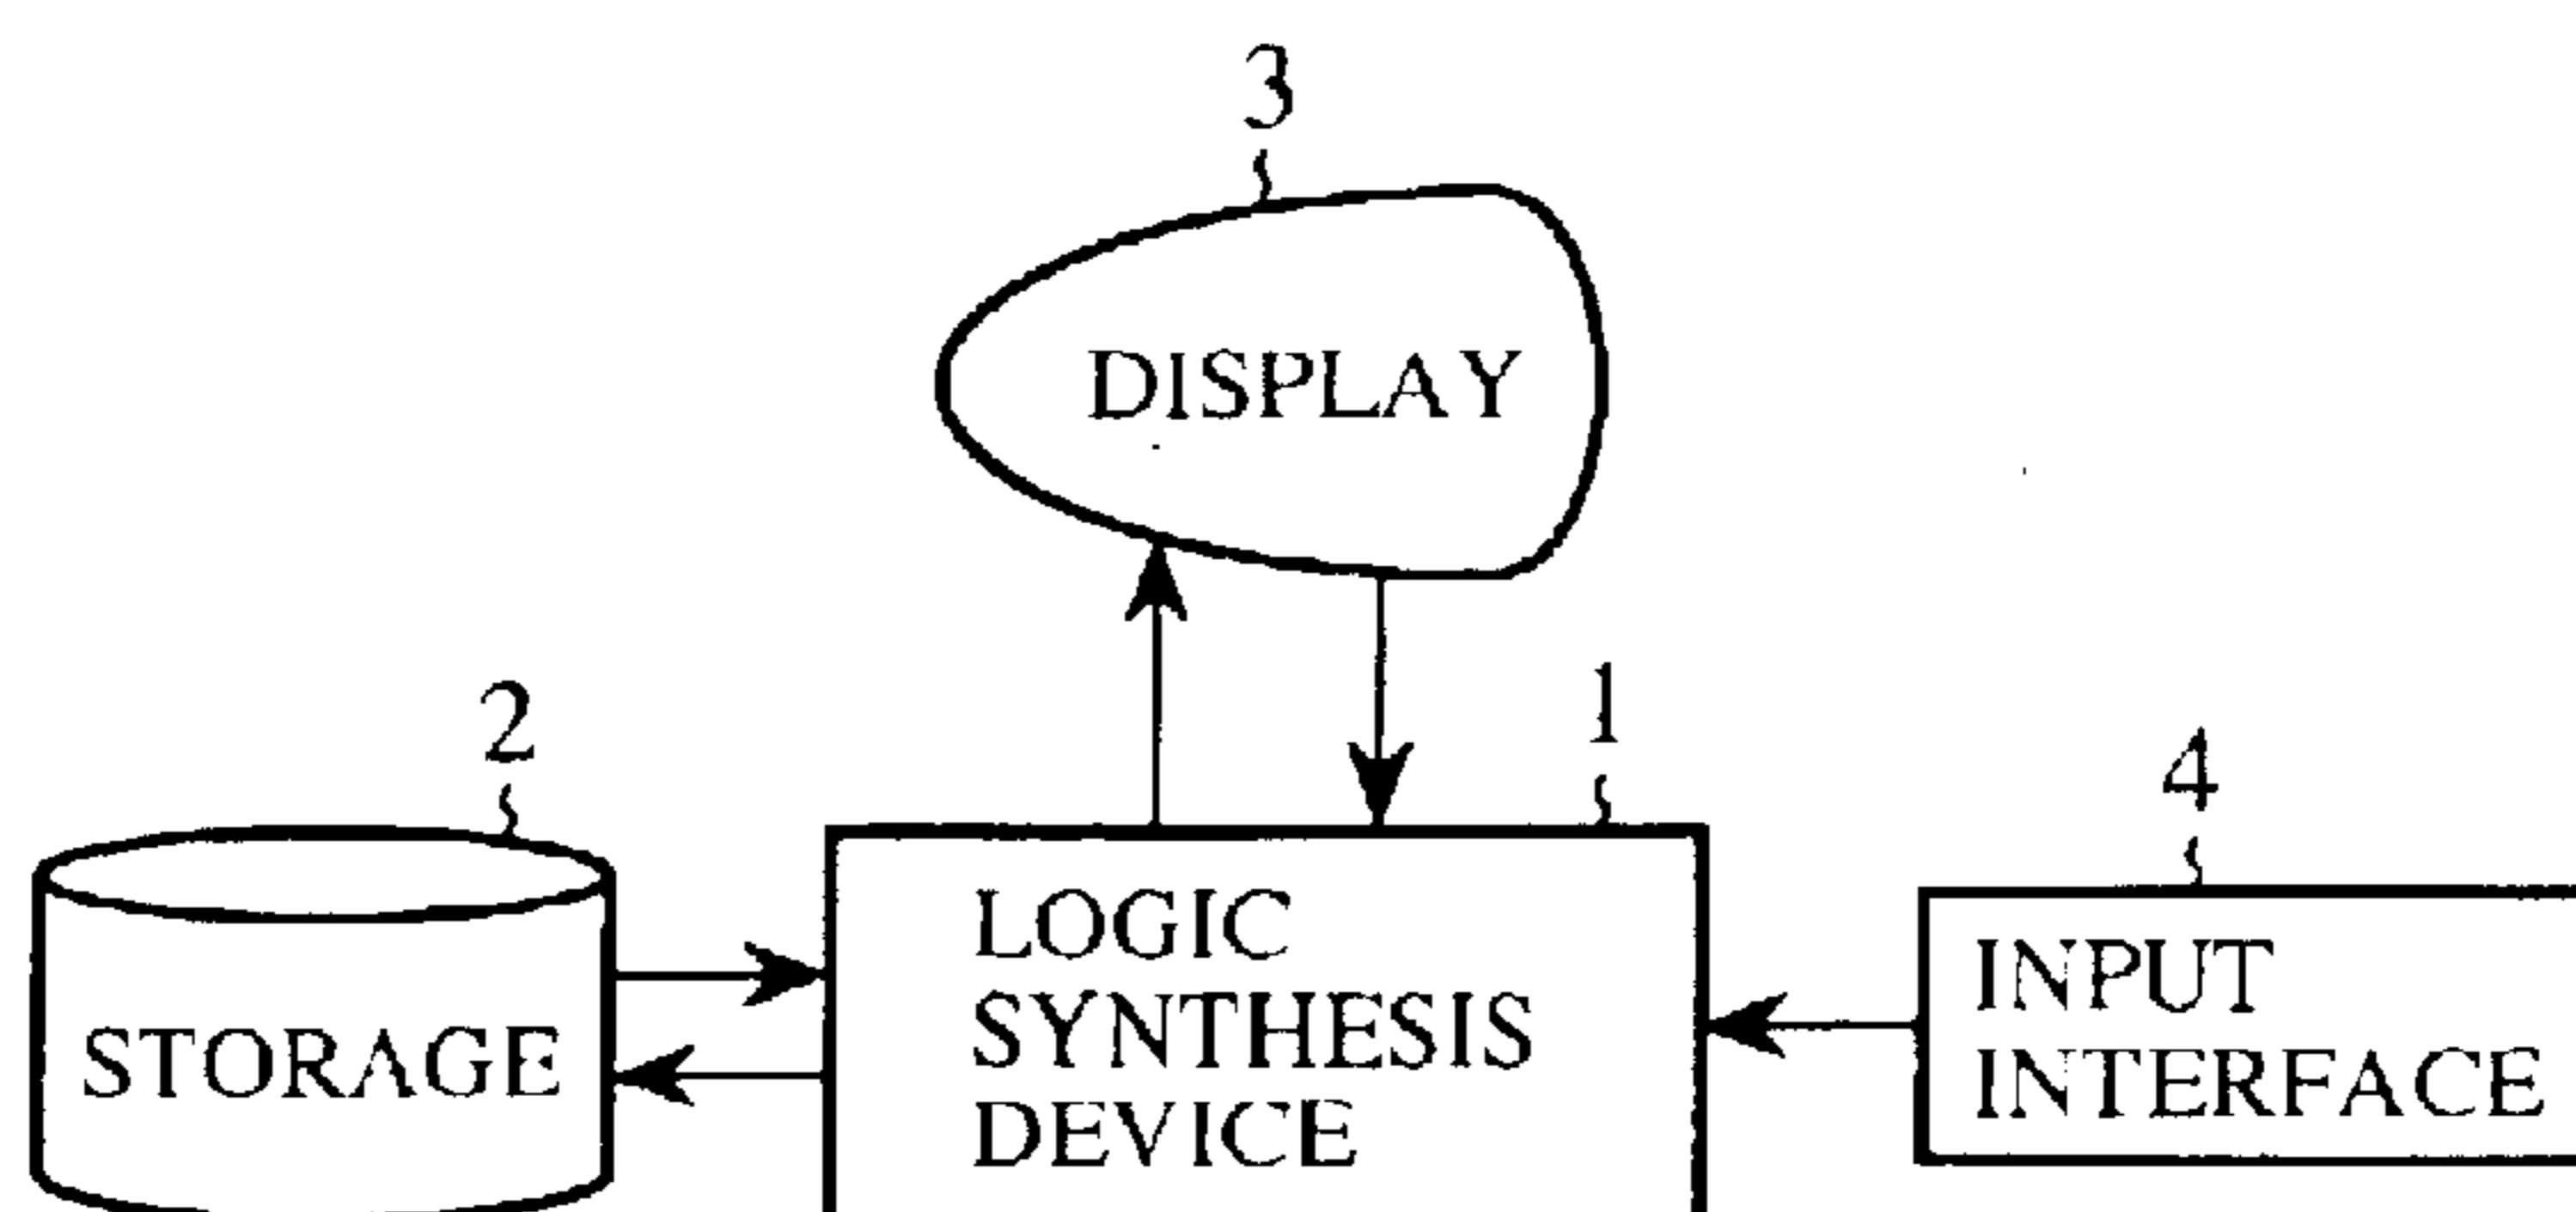 3
DISPLAY
2
1
4
LOGIC
SYNTHESIS
DEVICE
INPUT
INTERFACE
STORAGE